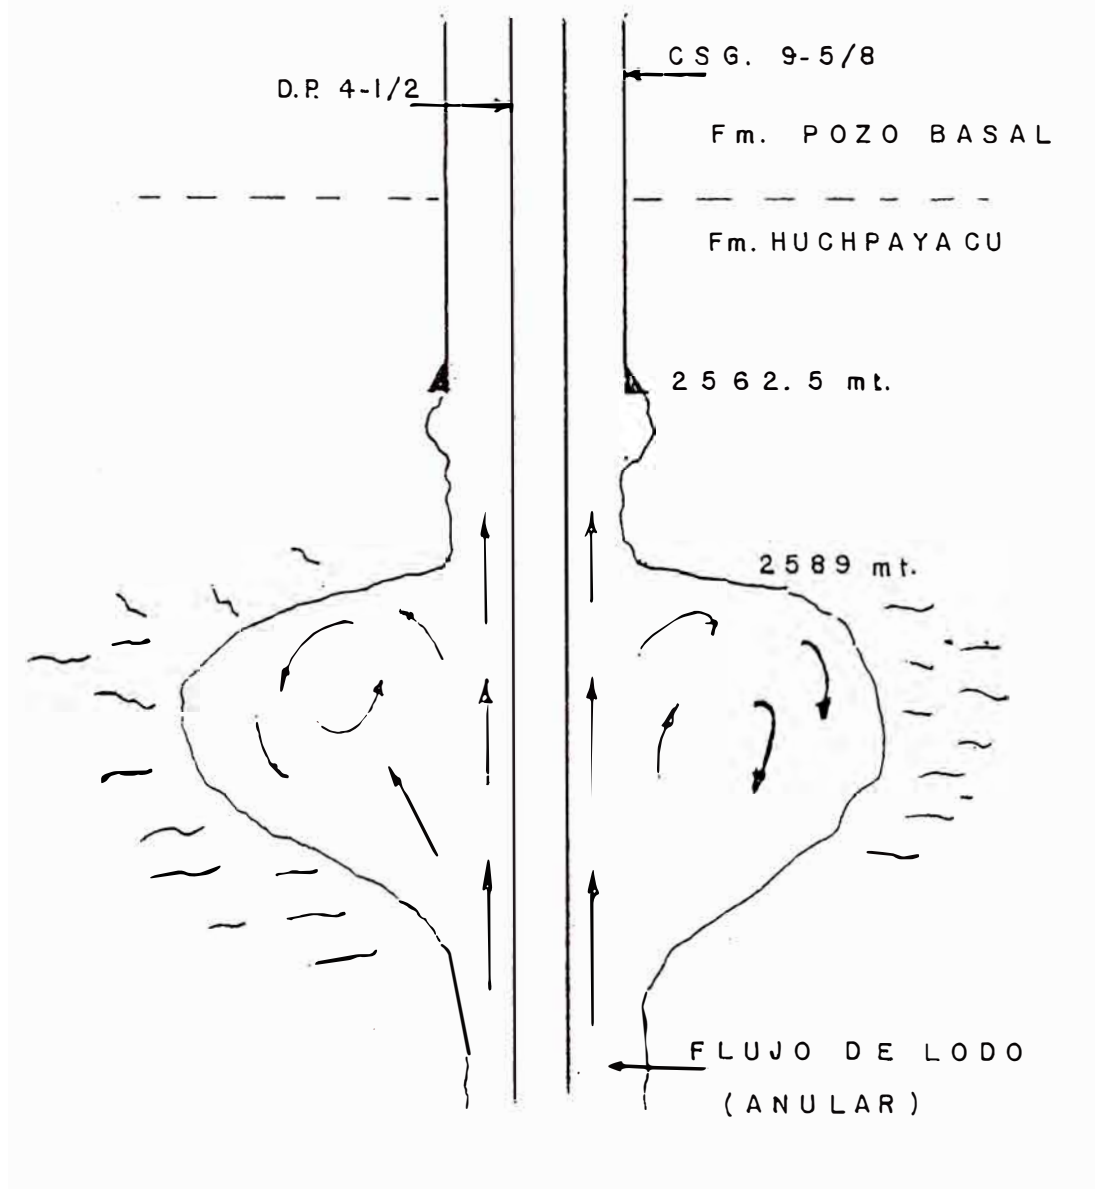 CSG. 9-5/8
D.P. 4-1/2
Fm. POZO BASAL
Fm. HUCHPAYACU
2562.5 mt.
2589 mt.
FLUJO DE LODO
(ANULAR)